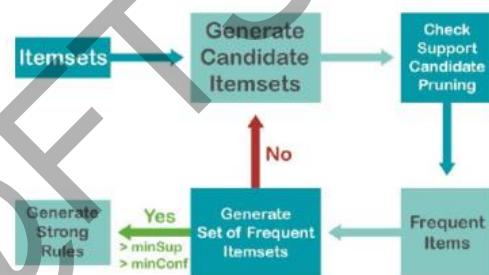 Itemsets
Generate
Candidate
Itemsets
Check
Support
Candidate
Pruning
No
Generate
Strong
Rules
Yes
> minSup
> minConf
Generate
Set of Frequent
Itemsets
Frequent
Items